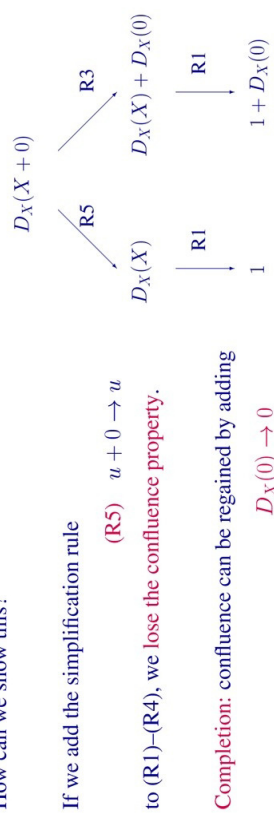 How can we show this?
If we add the simplification rule
(R5) u + 0 → u
to (R1)–(R4), we lose the confluence property.
Completion: confluence can be regained by adding
D_X(0) → 0
D_X(X + 0)
R5 R3
D_X(X) D_X(X) + D_X(0)
R1 R1
1 1 + D_X(0)